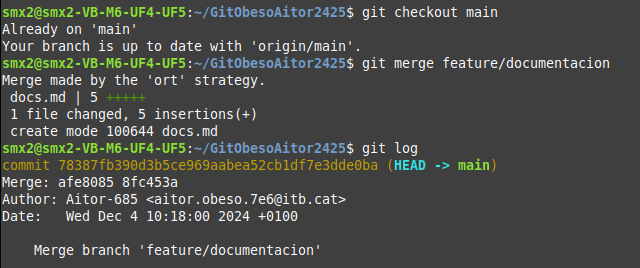 smx2@smx2-VB-M6-UF4-UF5:~/GitObesoAitor2425$ git checkout main
Already on 'main'
Your branch is up to date with 'origin/main'.
smx2@smx2-VB-M6-UF4-UF5:~/GitObesoAitor2425$ git merge feature/documentacion
Merge made by the 'ort' strategy.
 docs.md | 5 +++++
 1 file changed, 5 insertions(+)
 create mode 100644 docs.md
smx2@smx2-VB-M6-UF4-UF5:~/GitObesoAitor2425$ git log
commit 78387fb390d3b5ce969aabea52cb1df7e3dde0ba (HEAD -> main)
Merge: afe8085 8fc453a
Author: Aitor-685 <aitor.obeso.7e6@itb.cat>
Date:   Wed Dec 4 10:18:00 2024 +0100

    Merge branch 'feature/documentacion'